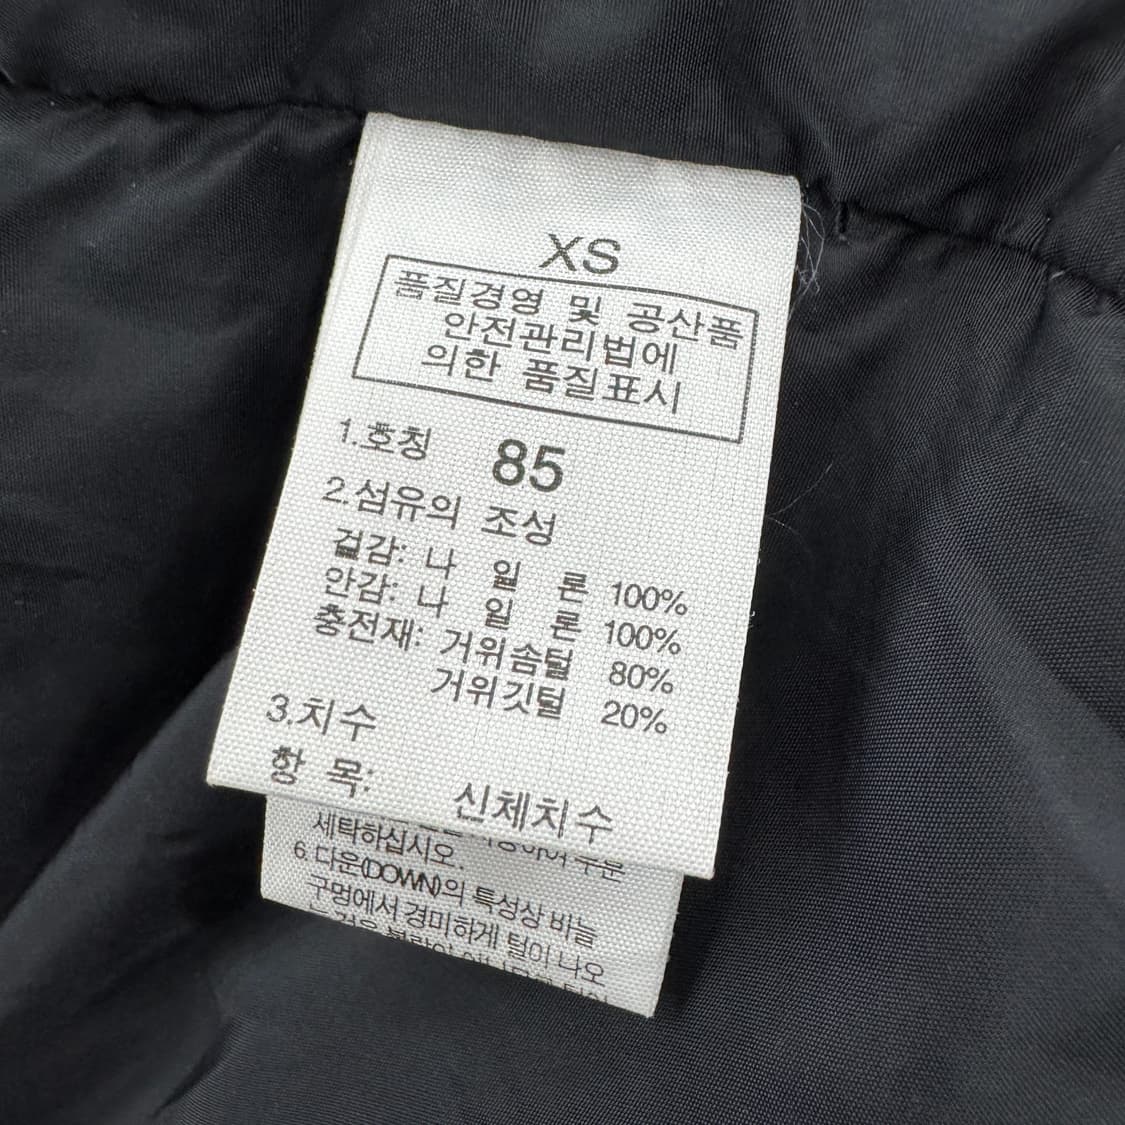 XS
품질경영 및 공산품
안전관리법에
의한 품질표시
1.호칭 85
2.섬유의 조성
겉감: 나 일 론 100%
안감: 나 일 론 100%
충전재: 거위솜털 80%
거위깃털 20%
3.치수
항 목: 신체치수
세탁하십시오.
6.다운(DOWN)의 특성상 바늘
구멍에서 경미하게 털이 나오